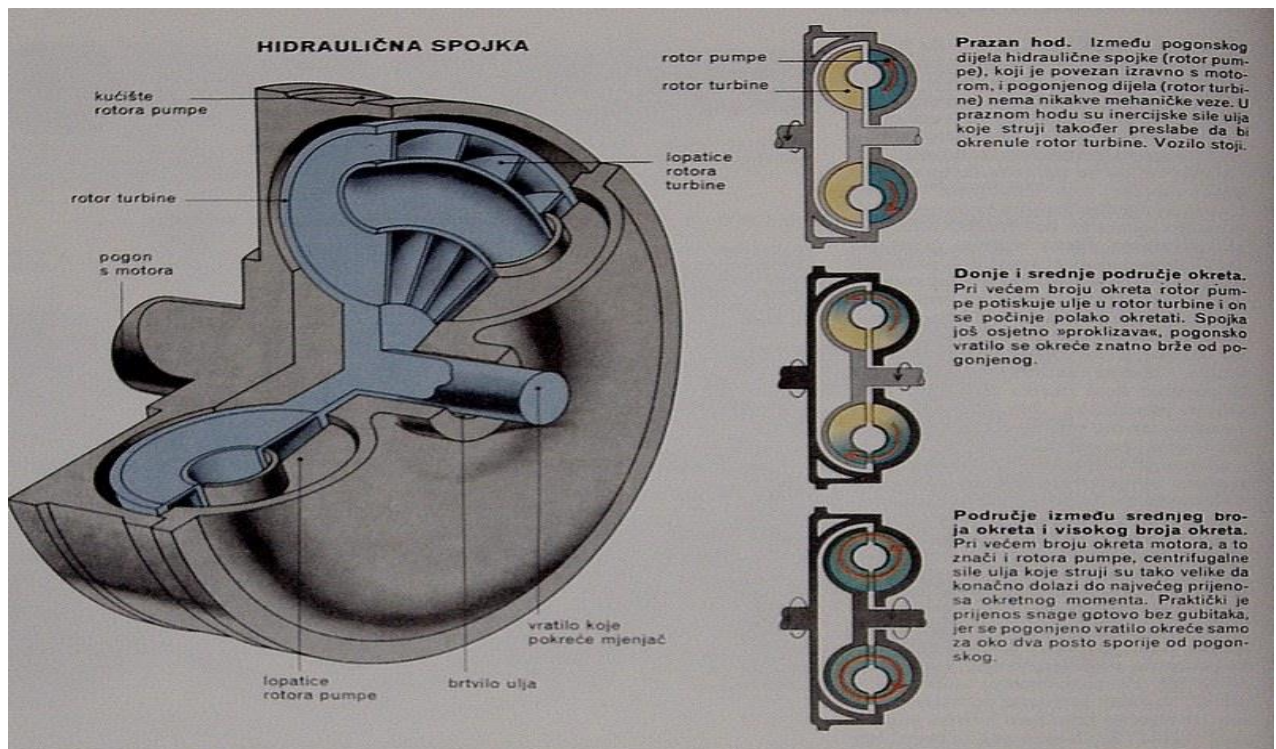 HIDRAULIČNA SPOJKA
kućište
rotora pumpe
rotor turbine
pogon
s motora
lopatice
rotora
turbine
vratilo koje
pokreće mjenjač
brtvilo ulja
lopatice
rotora pumpe
rotor pumpe
rotor turbine
Prazan hod. Između pogonskog
dijela hidraulične spojke (rotor pum-
pe), koji je povezan izravno s moto-
rom, i pogonjenog dijela (rotor turbi-
ne) nema nikakve mehaničke veze. U
praznom hodu su inercijske sile ulja
koje struji također preslabe da bi
okrenule rotor turbine. Vozilo stoji.
Donje i srednje područje okreta.
Pri većem broju okreta rotor pum-
pe potiskuje ulje u rotor turbine i on
se počinje polako okretati. Spojka
još osjetno »proklizava«, pogonsko
vratilo se okreće znatno brže od po-
gonjenog.
Područje između srednjeg bro-
ja okreta i visokog broja okreta.
Pri većem broju okreta motora, a to
znači i rotora pumpe, centrifugalne
sile ulja koje struji su tako velike da
konačno dolazi do najvećeg prijeno-
sa okretnog momenta. Praktički je
prijenos snage gotovo bez gubitaka,
jer se pogonjeno vratilo okreće samo
za oko dva posto sporije od pogon-
skog.